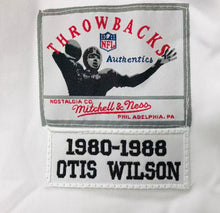 THROWBACKS
NFL
Authentics
NOSTALGIA CO.
Mitchell & Ness
PHILADELPHIA, PA
1980-1988
OTIS WILSON